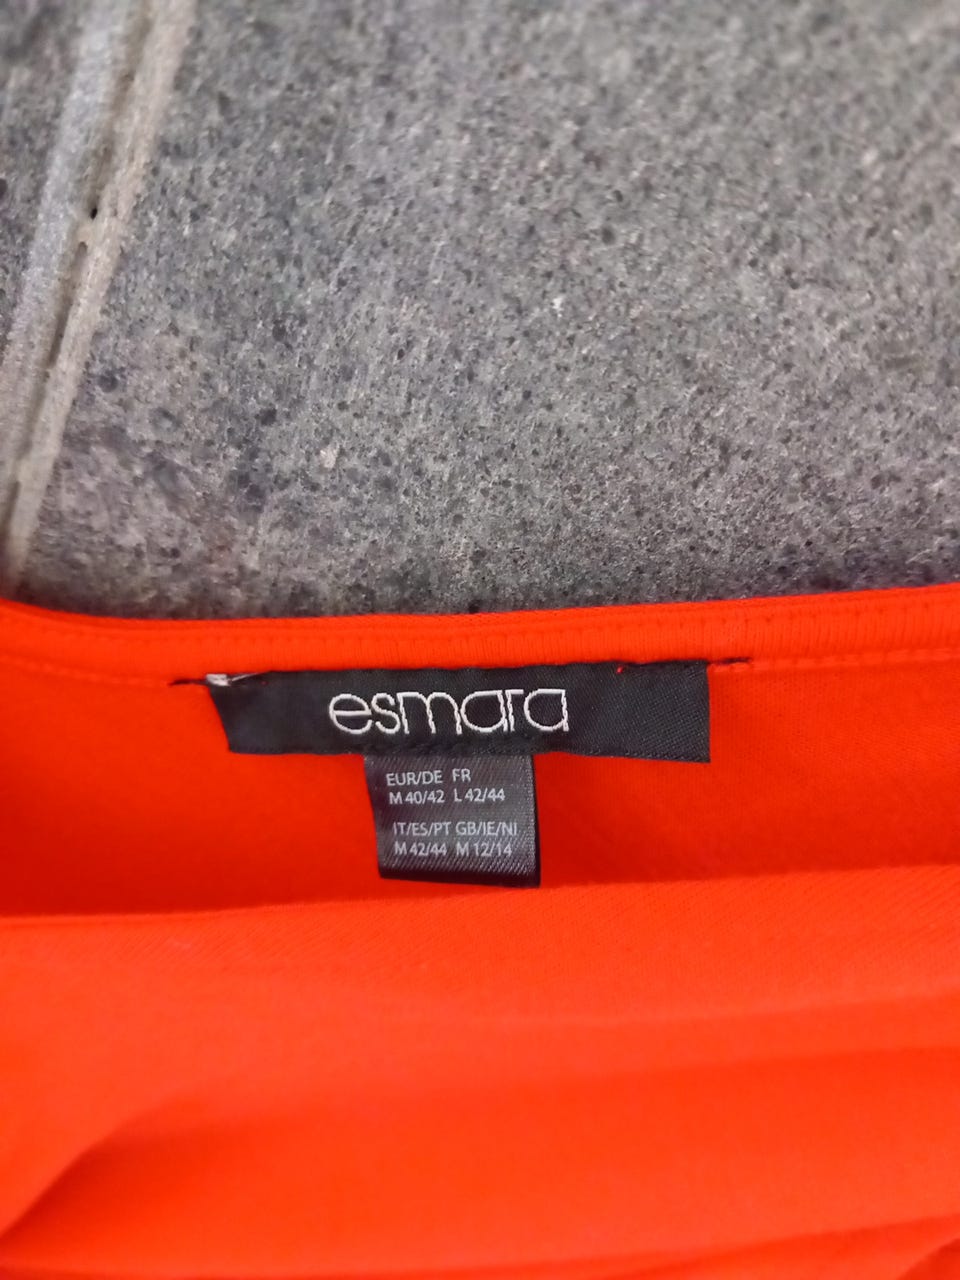 esmara
EUR/DE FR
M 40/42 L 42/44
IT/ES/PT GB/IE/NI
M 42/44 M 12/14